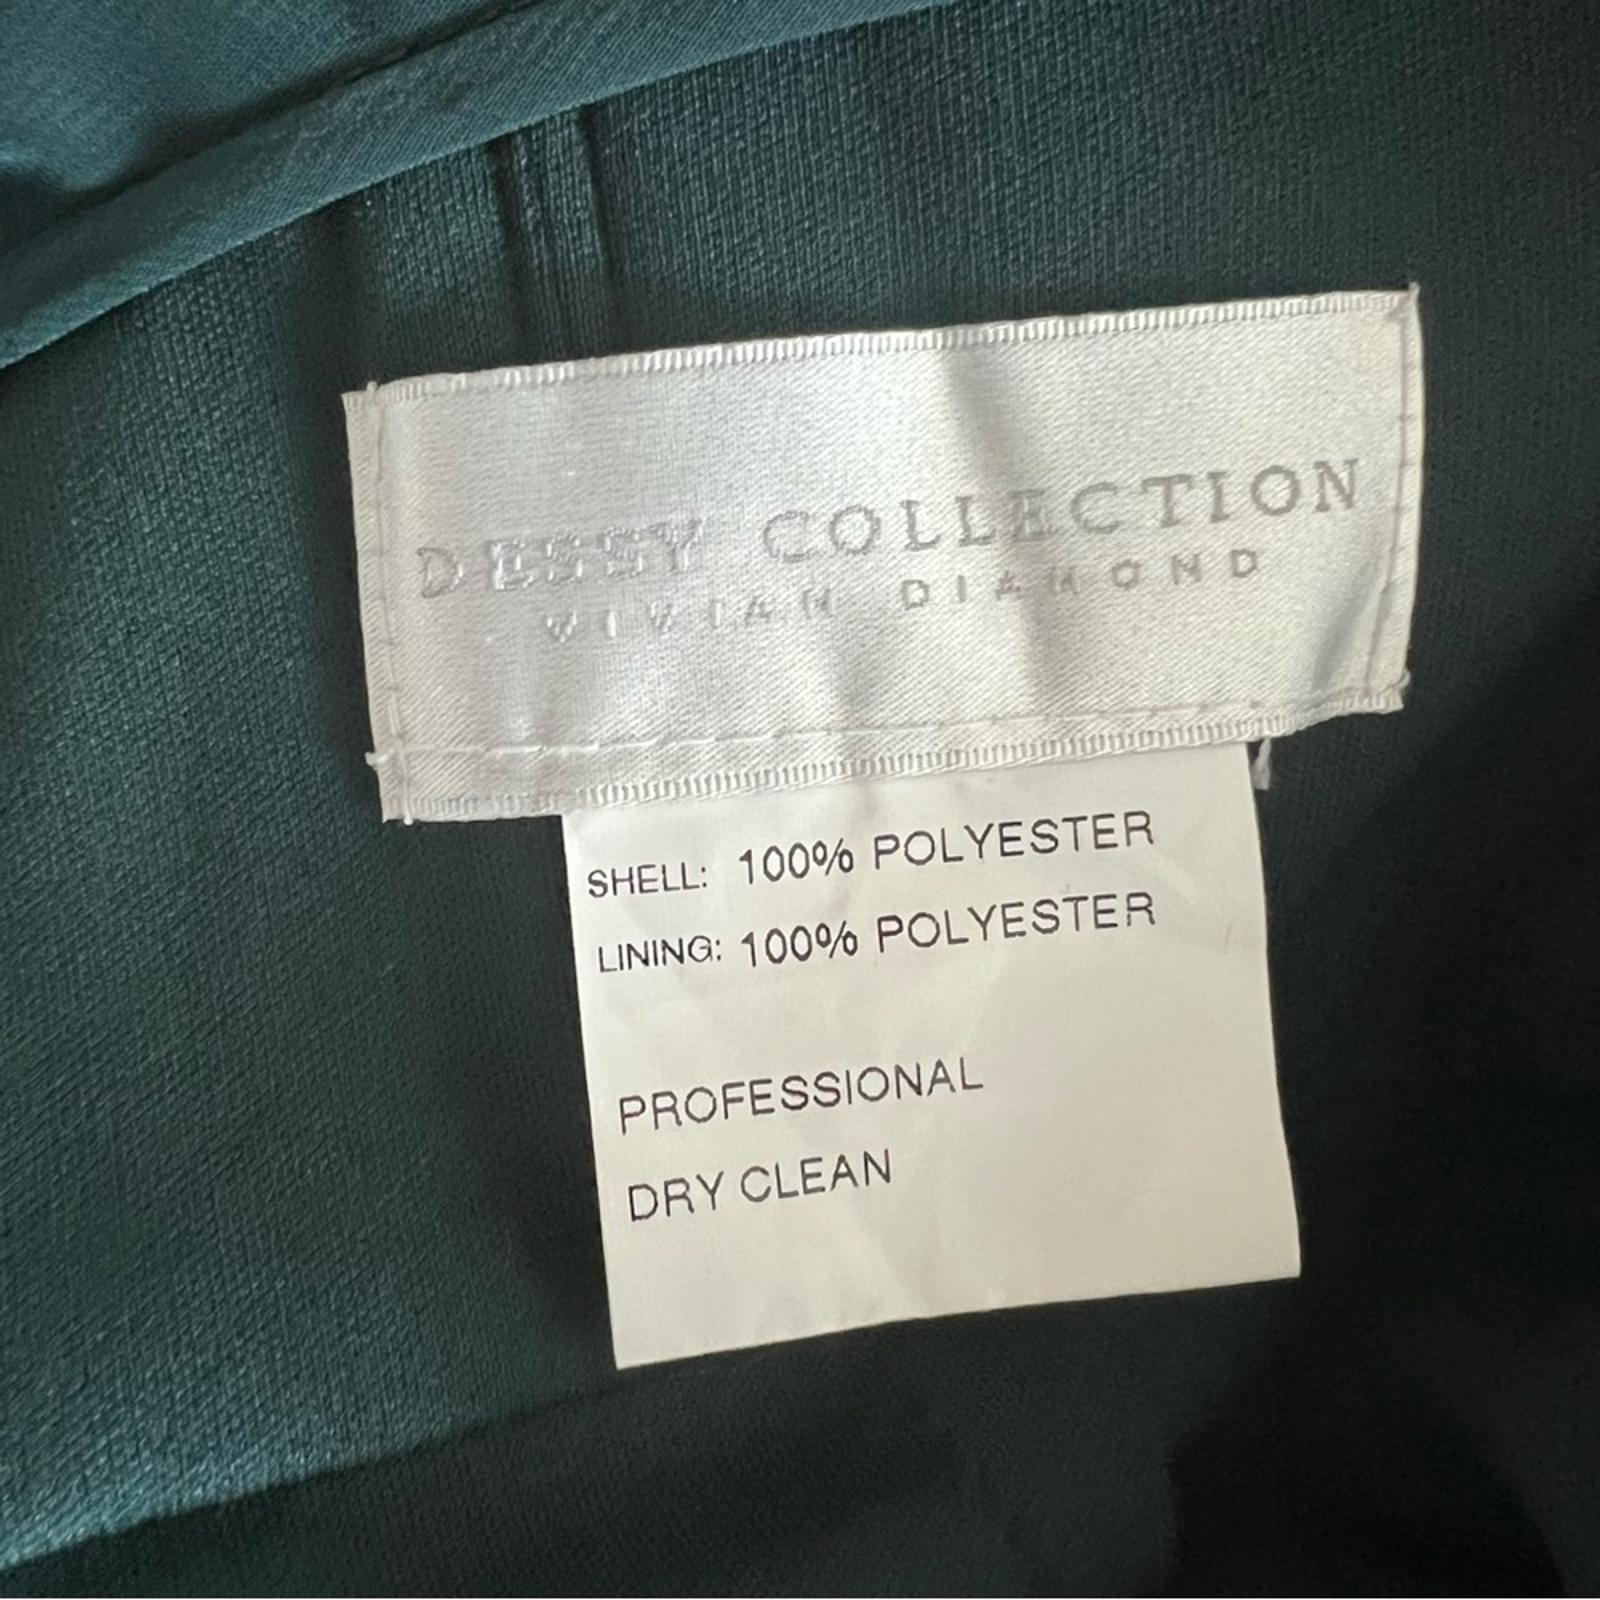 DESSY COLLECTION
VIVIAN DIAMOND
SHELL: 100% POLYESTER
LINING: 100% POLYESTER
PROFESSIONAL
DRY CLEAN